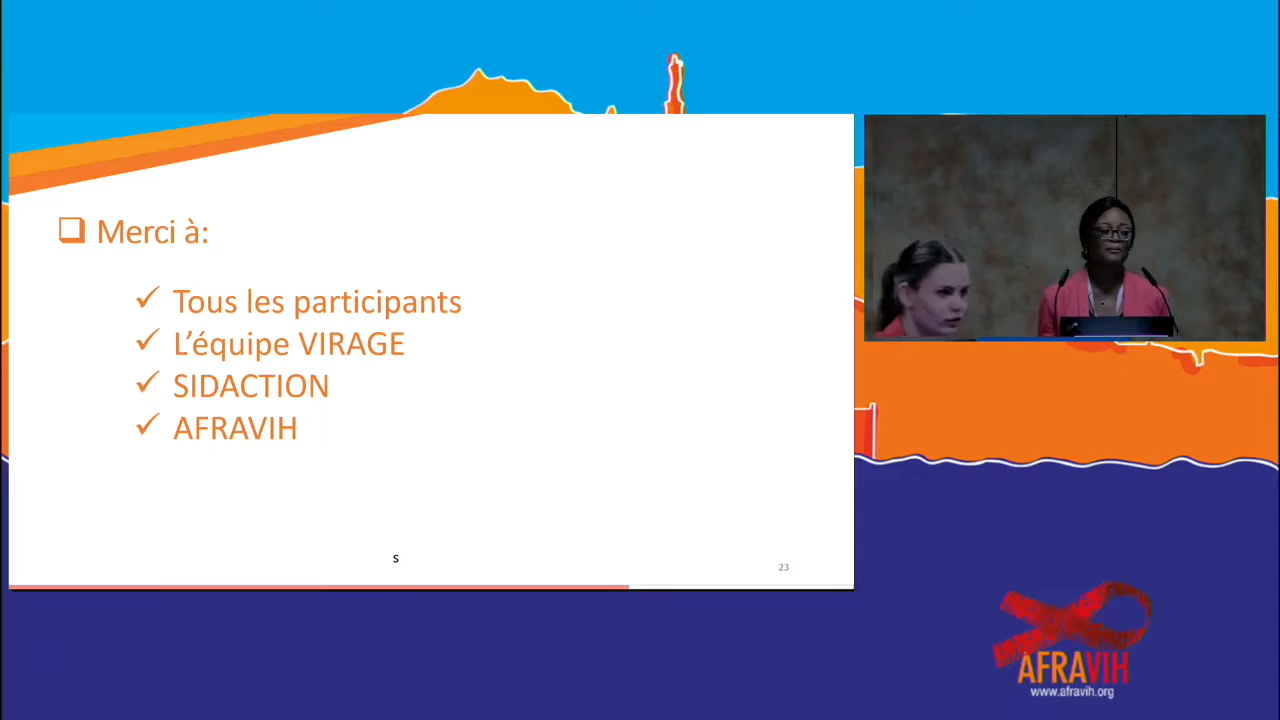 Merci à:
Tous les participants
L’équipe VIRAGE
SIDACTION
AFRAVIH
s
23
AFRAVIH
www.afravih.org